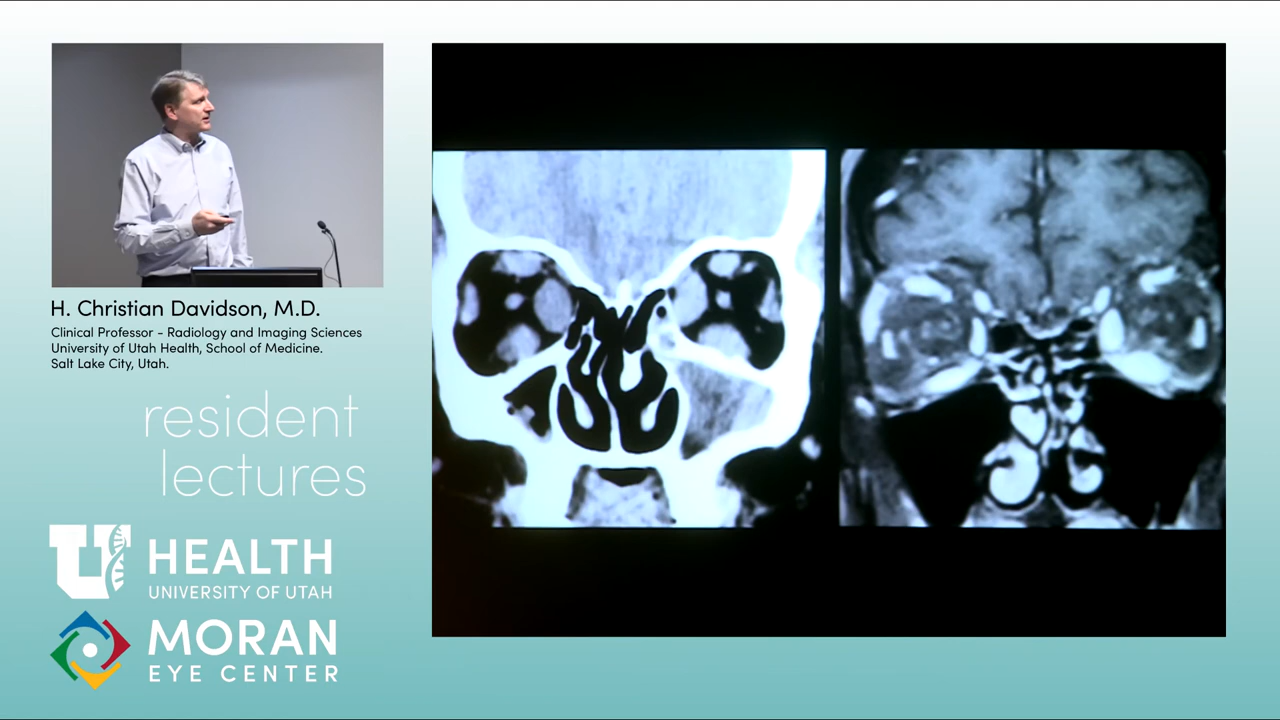 H. Christian Davidson, M.D.
Clinical Professor - Radiology and Imaging Sciences
University of Utah Health, School of Medicine.
Salt Lake City, Utah.
resident
lectures
U HEALTH
UNIVERSITY OF UTAH
MORAN
EYE CENTER